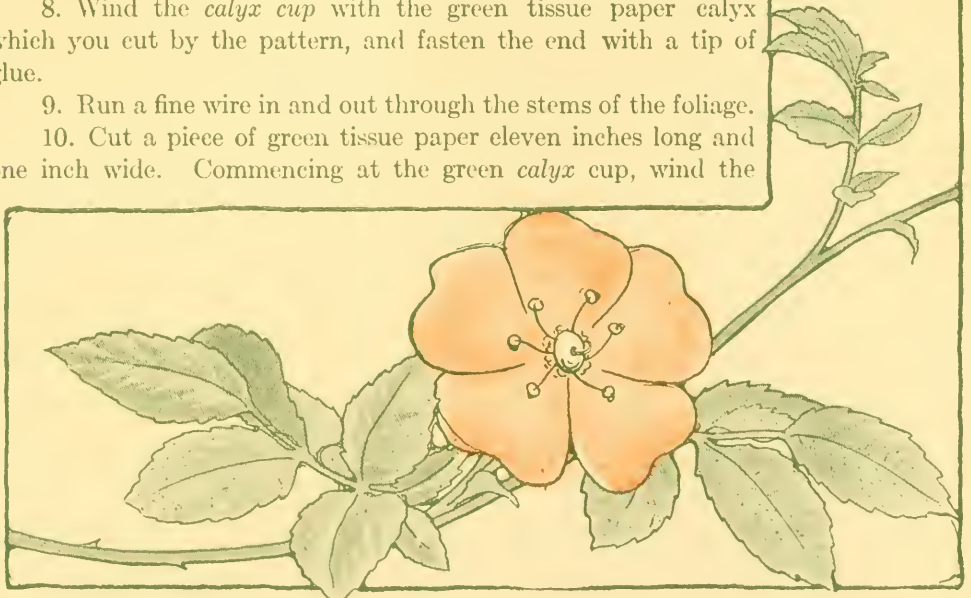 8. Wind the calyx cup with the green tissue paper calyx
which you cut by the pattern, and fasten the end with a tip of
glue.
9. Run a fine wire in and out through the stems of the foliage.
10. Cut a piece of green tissue paper eleven inches long and
one inch wide. Commencing at the green calyx cup, wind the